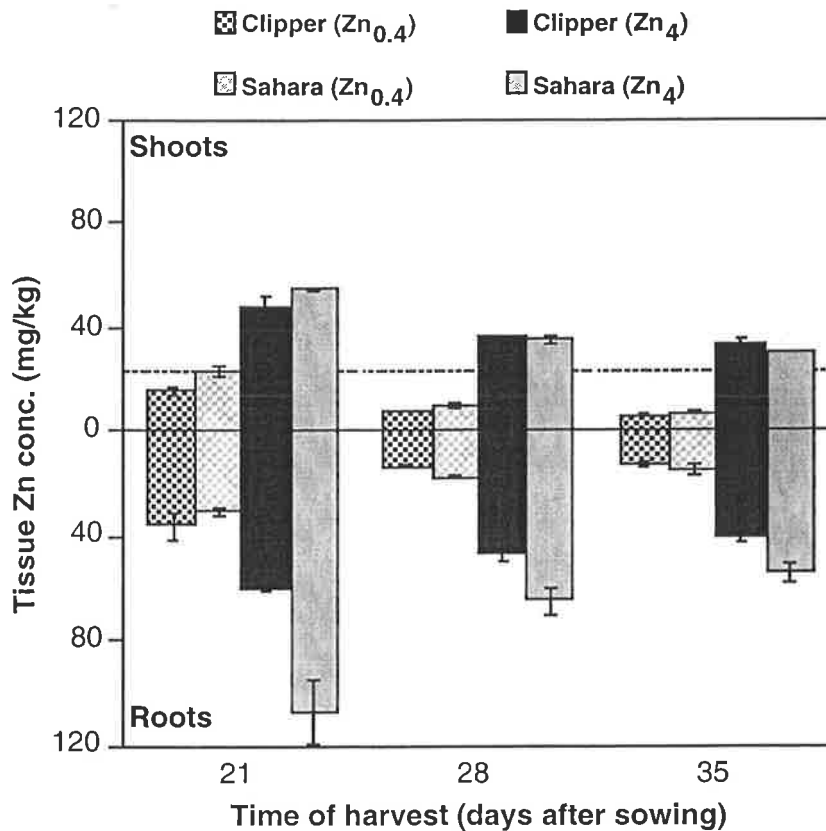 Clipper (Zn0.4) Clipper (Zn4)
Sahara (Zn0.4) Sahara (Zn4)
120
Shoots
80
40
0
40
80
Roots
120
Tissue Zn conc. (mg/kg)
21 28 35
Time of harvest (days after sowing)